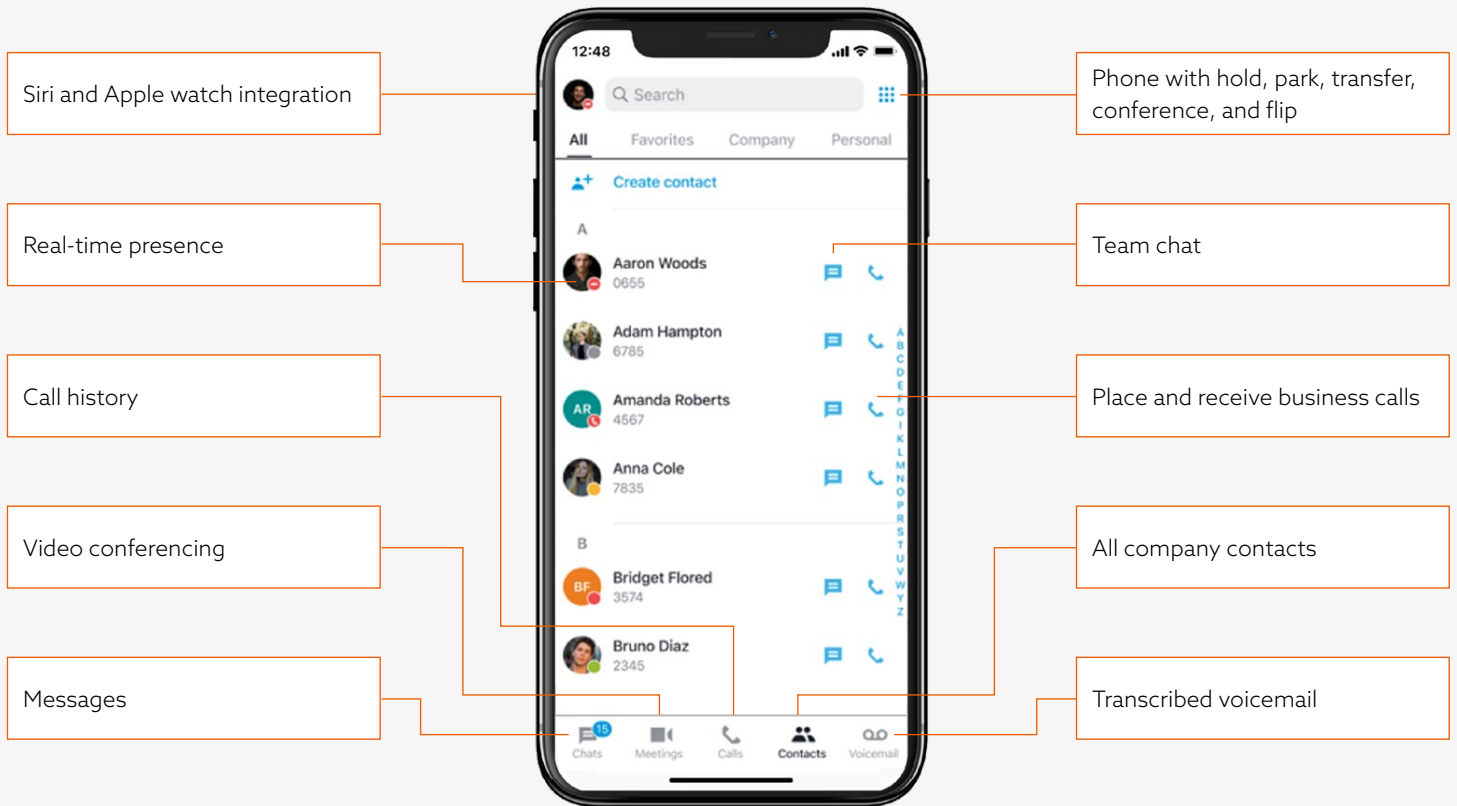 Siri and Apple watch integration
Real-time presence
Call history
Video conferencing
Messages
12:48
Search
All Favorites Company Personal
Create contact
A
Aaron Woods
0655
Adam Hampton
6785
AR
Amanda Roberts
4567
Anna Cole
7835
B
BF
Bridget Flored
3574
Bruno Diaz
2345
A
B
C
D
E
F
G
I
K
L
M
N
O
P
R
S
T
U
V
W
Y
Z
15
Chats Meetings Calls Contacts Voicemail
Phone with hold, park, transfer,
conference, and flip
Team chat
Place and receive business calls
All company contacts
Transcribed voicemail